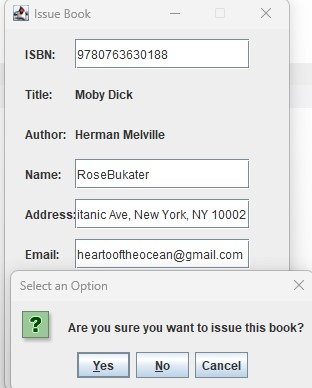 Issue Book
ISBN: 9780763630188
Title: Moby Dick
Author: Herman Melville
Name: RoseBukater
Address: itanic Ave, New York, NY 10002
Email: heartooftheocean@gmail.com
Select an Option
? Are you sure you want to issue this book?
Yes No Cancel